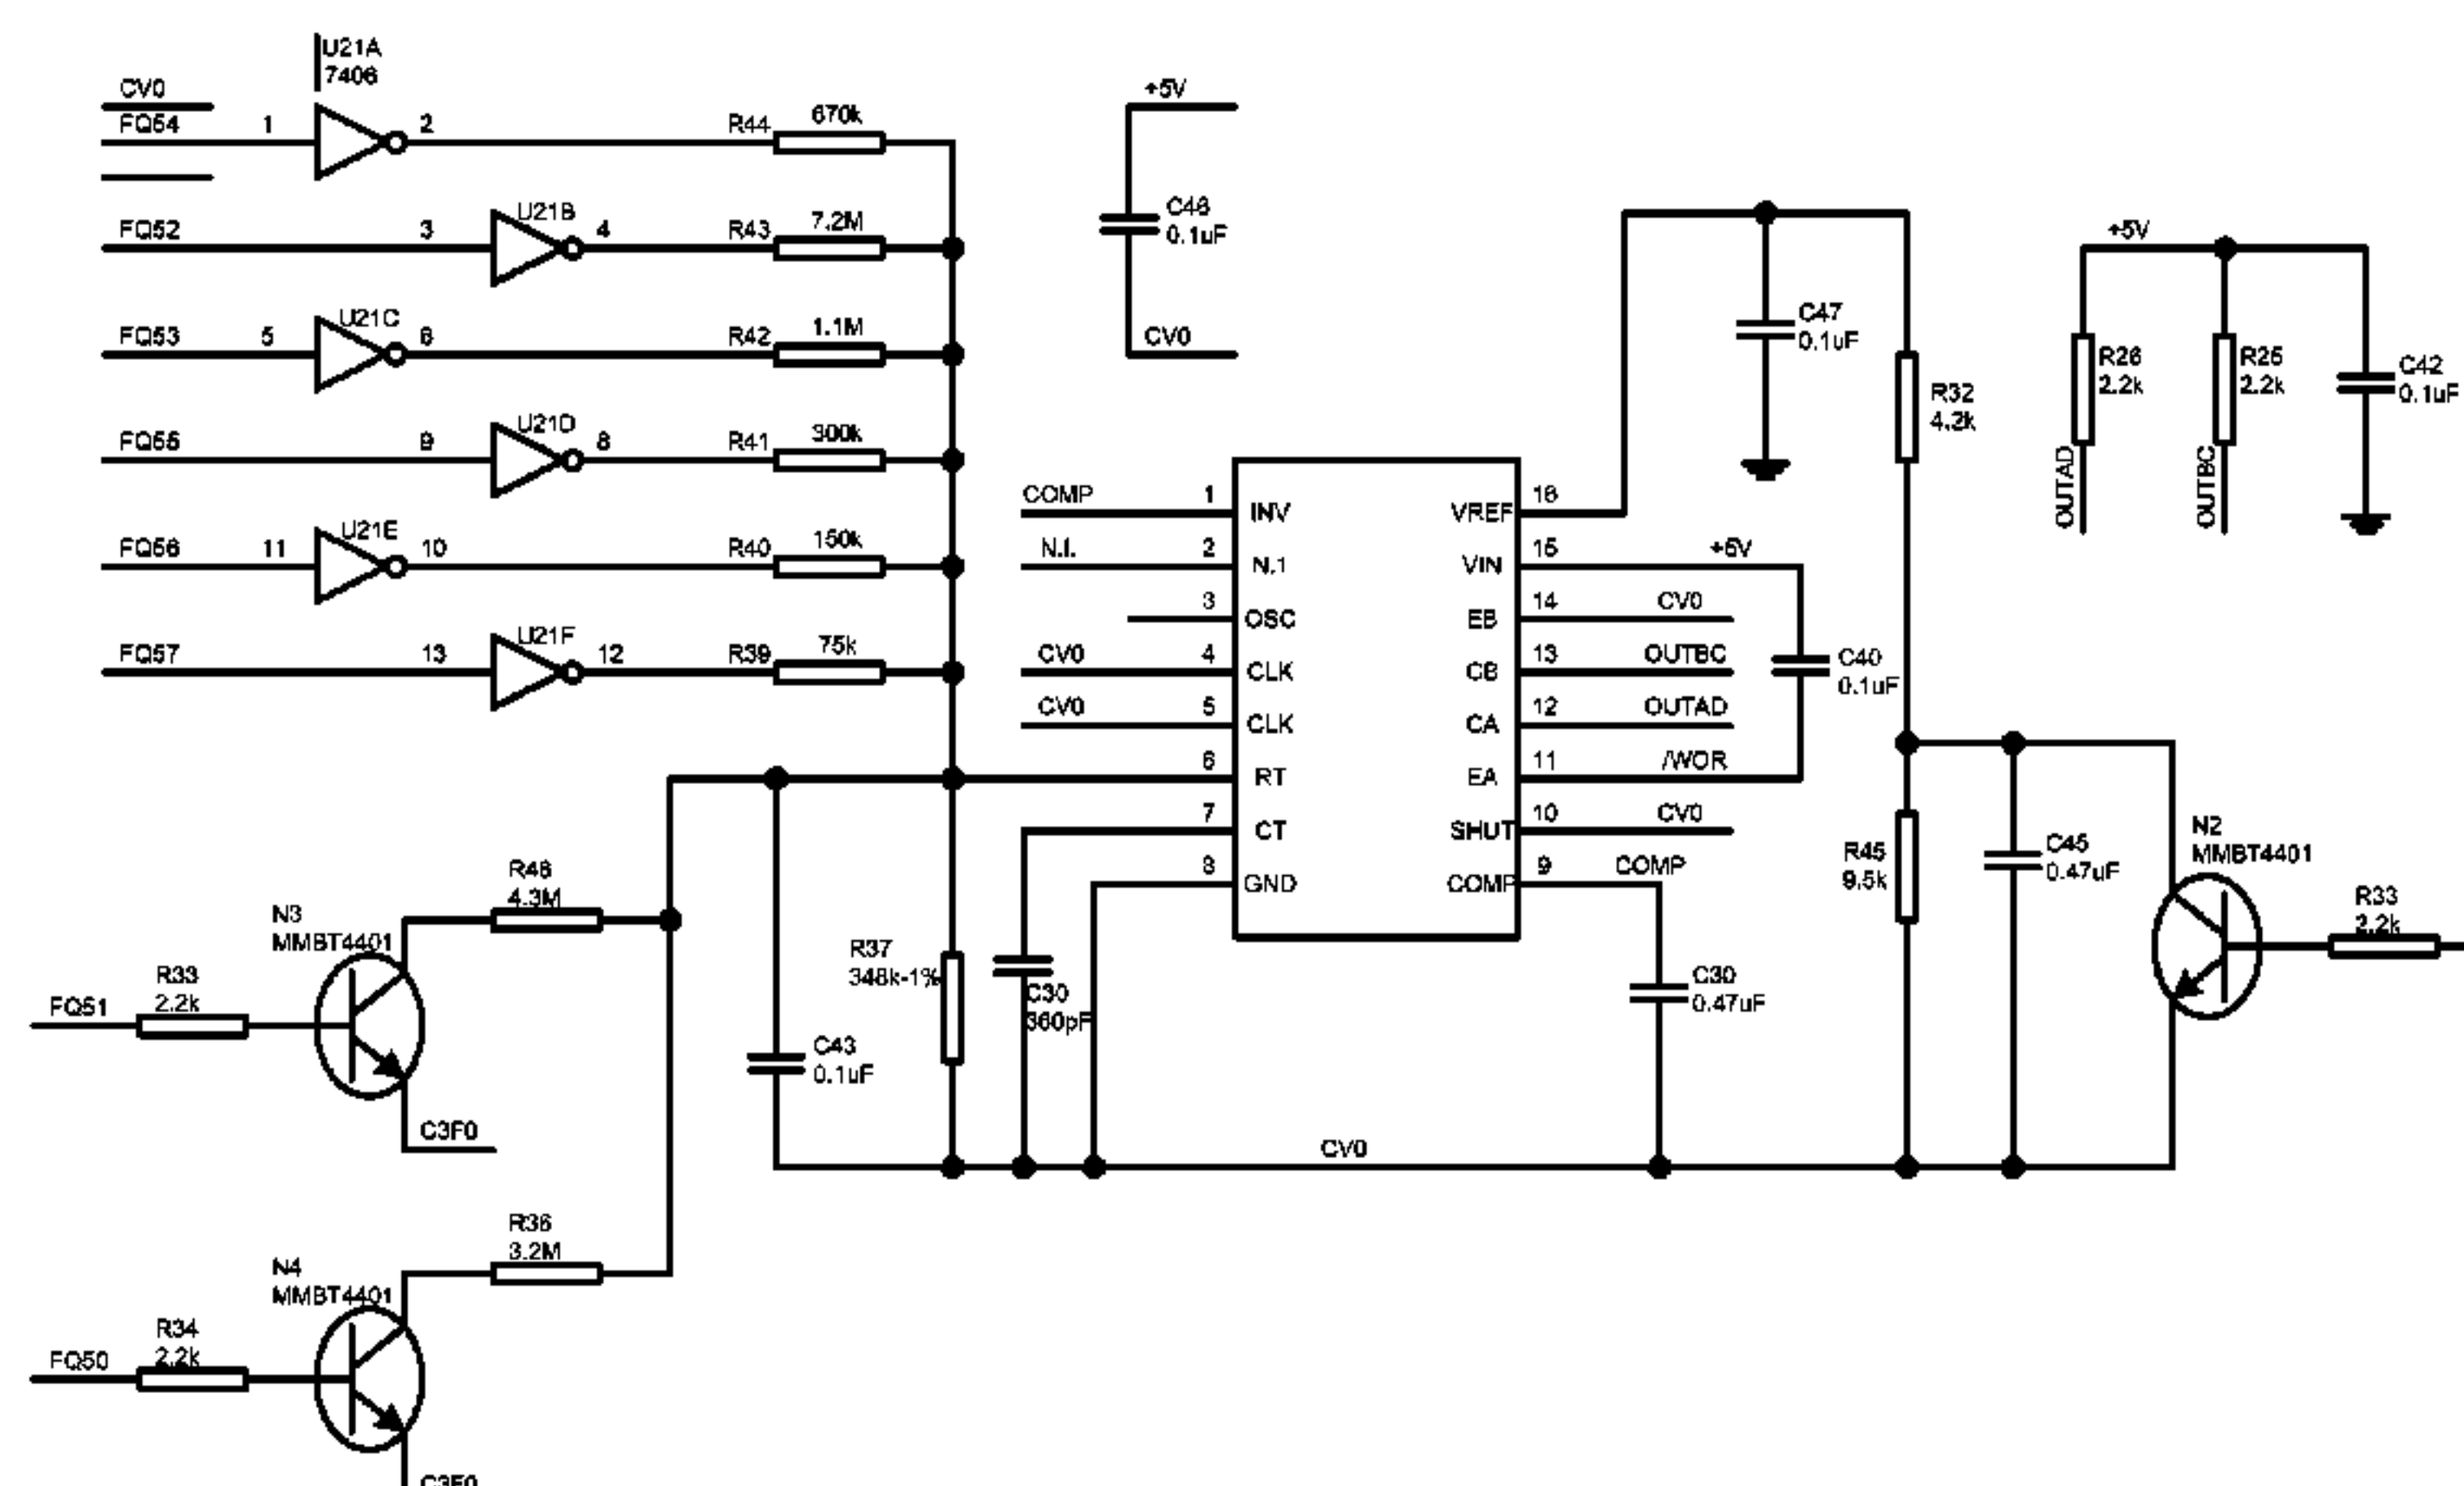 U21A
7406
CV0
FQ54 1 2 R44 670k
FQ52 3 U21B 4 R43 7.2M
FQ53 5 U21C 6 R42 1.1M
FQ55 9 U21D 8 R41 300k
FQ56 11 U21E 10 R40 150k
FQ57 13 U21F 12 R39 75k
+5V
C46
0.1uF
CV0
C47
0.1uF
R32
4.2k
+5V
R26
2.2k
R25
2.2k
C42
0.1uF
OUTAD
OUTBC
COMP 1 INV
N.I. 2 N.1
3 OSC
CV0 4 CLK
CV0 5 CLK
6 RT
7 CT
8 GND
VREF 16
VIN 15 +5V
EB 14 CV0
CB 13 OUTBC
CA 12 OUTAD
EA 11 /WOR
SHUT 10 CV0
COMP 9 COMP
C40
0.1uF
R46
4.3M
N3
MMBT4401
R33
2.2k
FQ51
C3F0
R37
348k-1%
C30
360pF
C43
0.1uF
C30
0.47uF
CV0
R45
9.5k
C45
0.47uF
N2
MMBT4401
R33
2.2k
R36
3.2M
N4
MMBT4401
R34
2.2k
FQ50
C3F0